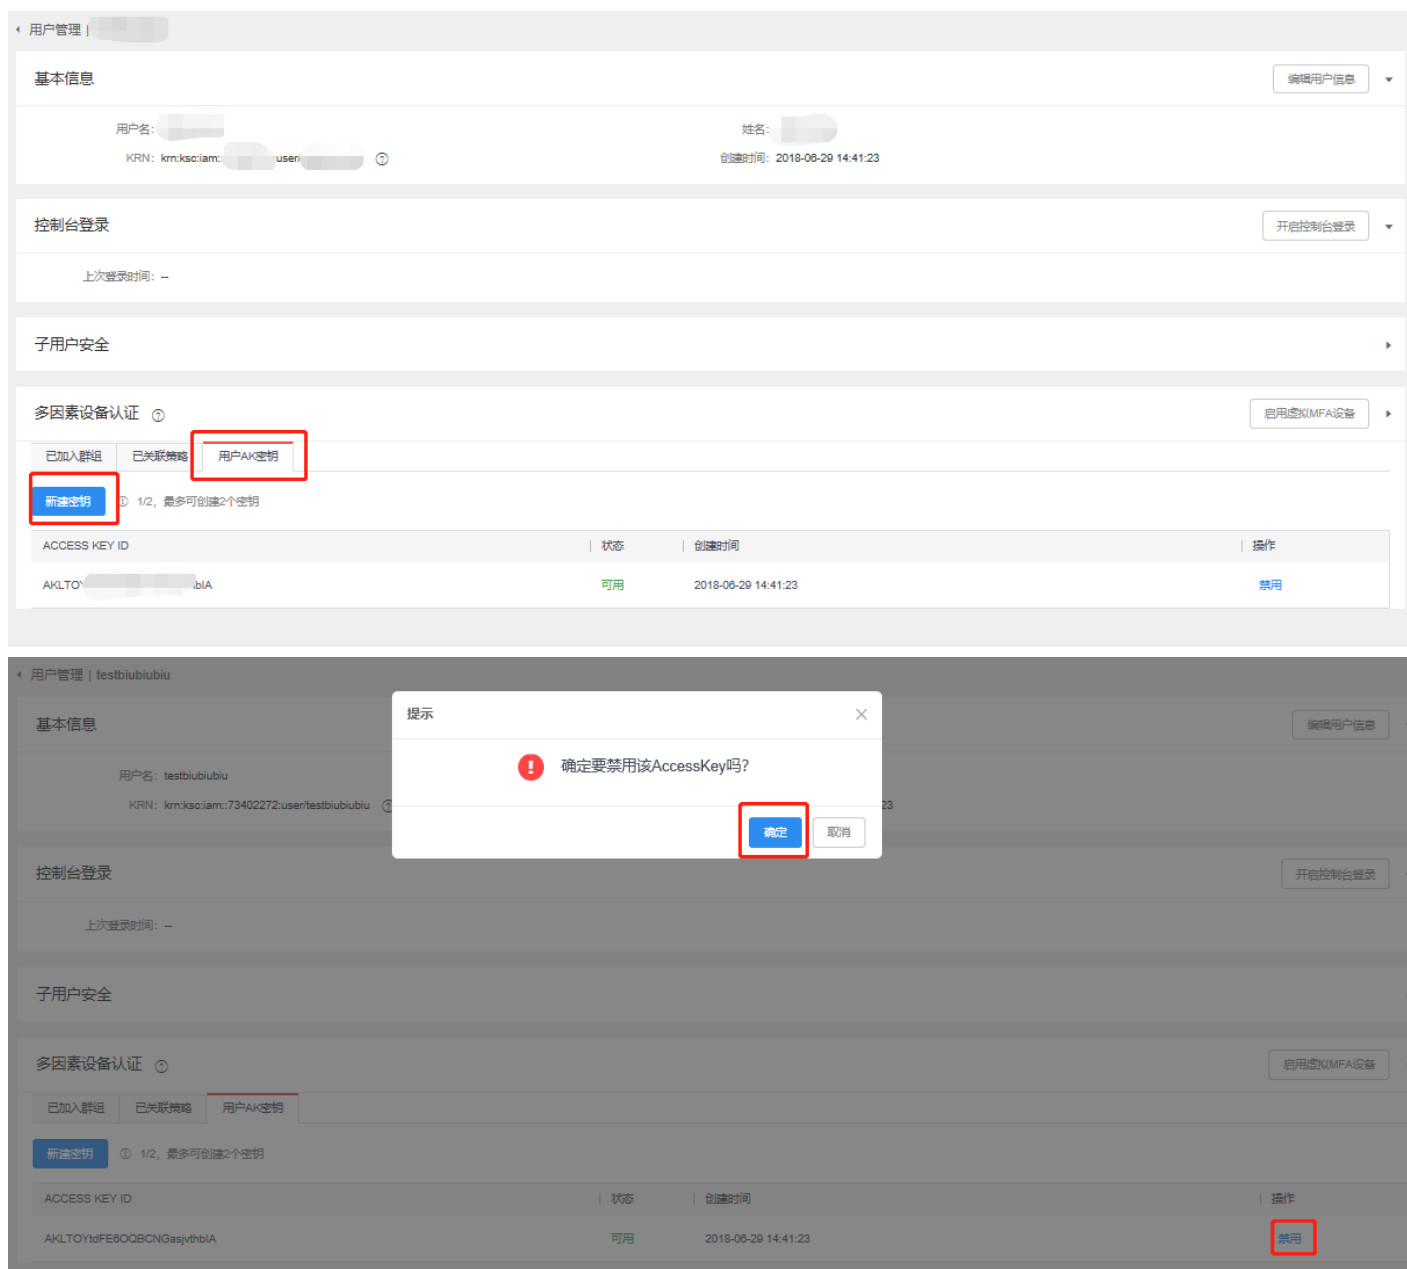 用户管理 |
基本信息 编辑用户信息
用户名: 姓名:
KRN: krn:ksc:iam: user/ 创建时间: 2018-06-29 14:41:23
控制台登录 开启控制台登录
上次登录时间: --
子用户安全
多因素设备认证 启用虚拟MFA设备
已加入群组 已关联策略 用户AK密钥
新建密钥 1/2, 最多可创建2个密钥
ACCESS KEY ID 状态 创建时间 操作
AKLTO bIA 可用 2018-06-29 14:41:23 禁用
用户管理 | testbiubiubiu
提示
基本信息 编辑用户信息
确定要禁用该AccessKey吗?
用户名: testbiubiubiu
KRN: krn:ksc:iam::73402272:user/testbiubiubiu 23
确定 取消
控制台登录 开启控制台登录
上次登录时间: --
子用户安全
多因素设备认证 启用虚拟MFA设备
已加入群组 已关联策略 用户AK密钥
新建密钥 1/2, 最多可创建2个密钥
ACCESS KEY ID 状态 创建时间 操作
AKLTOYtdFE6OQBCNGasjvthbIA 可用 2018-06-29 14:41:23 禁用